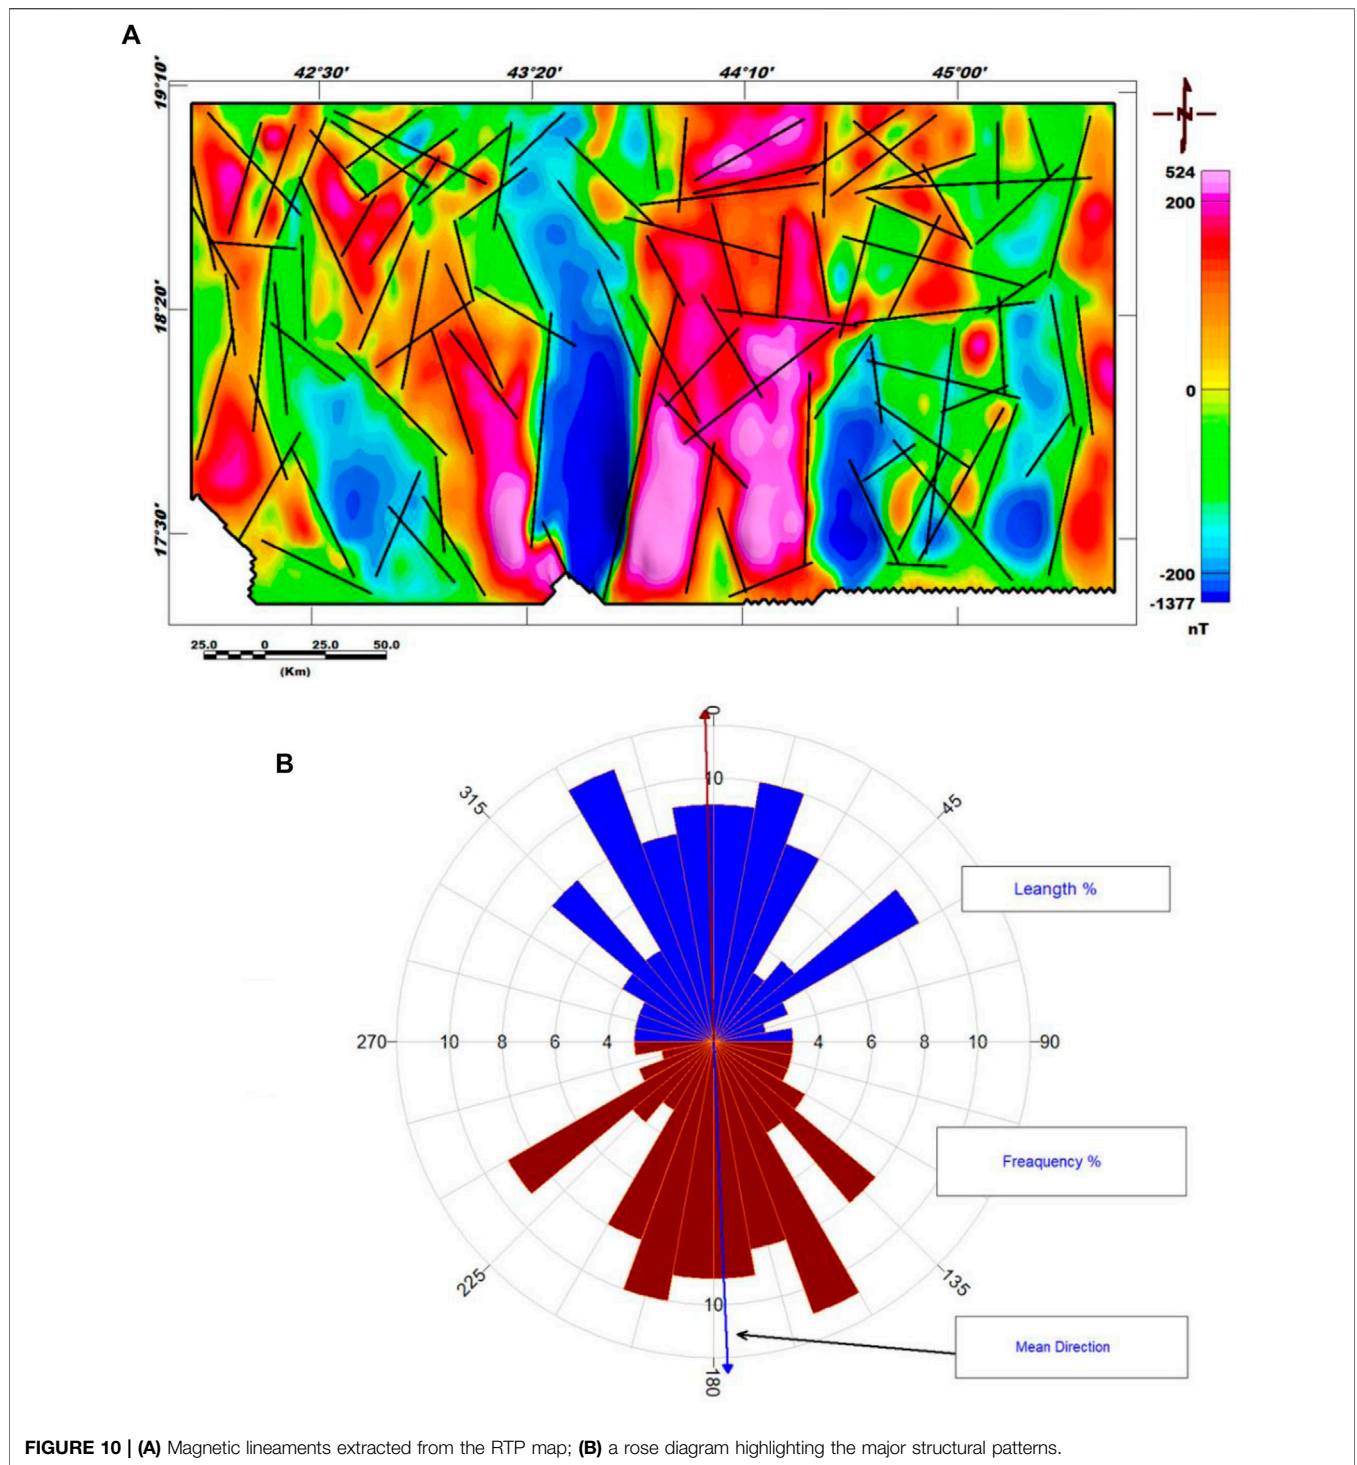 A
42°30'
43°20'
44°10'
45°00'
19°10'
18°20'
17°30'
N
524
200
0
-200
-1377
nT
25.0 0 25.0 50.0
(Km)
B
0
10
315
45
Leangth %
270 10 8 6 4 4 6 8 10 90
Freaquency %
225
135
10
180
Mean Direction
FIGURE 10 | (A) Magnetic lineaments extracted from the RTP map; (B) a rose diagram highlighting the major structural patterns.